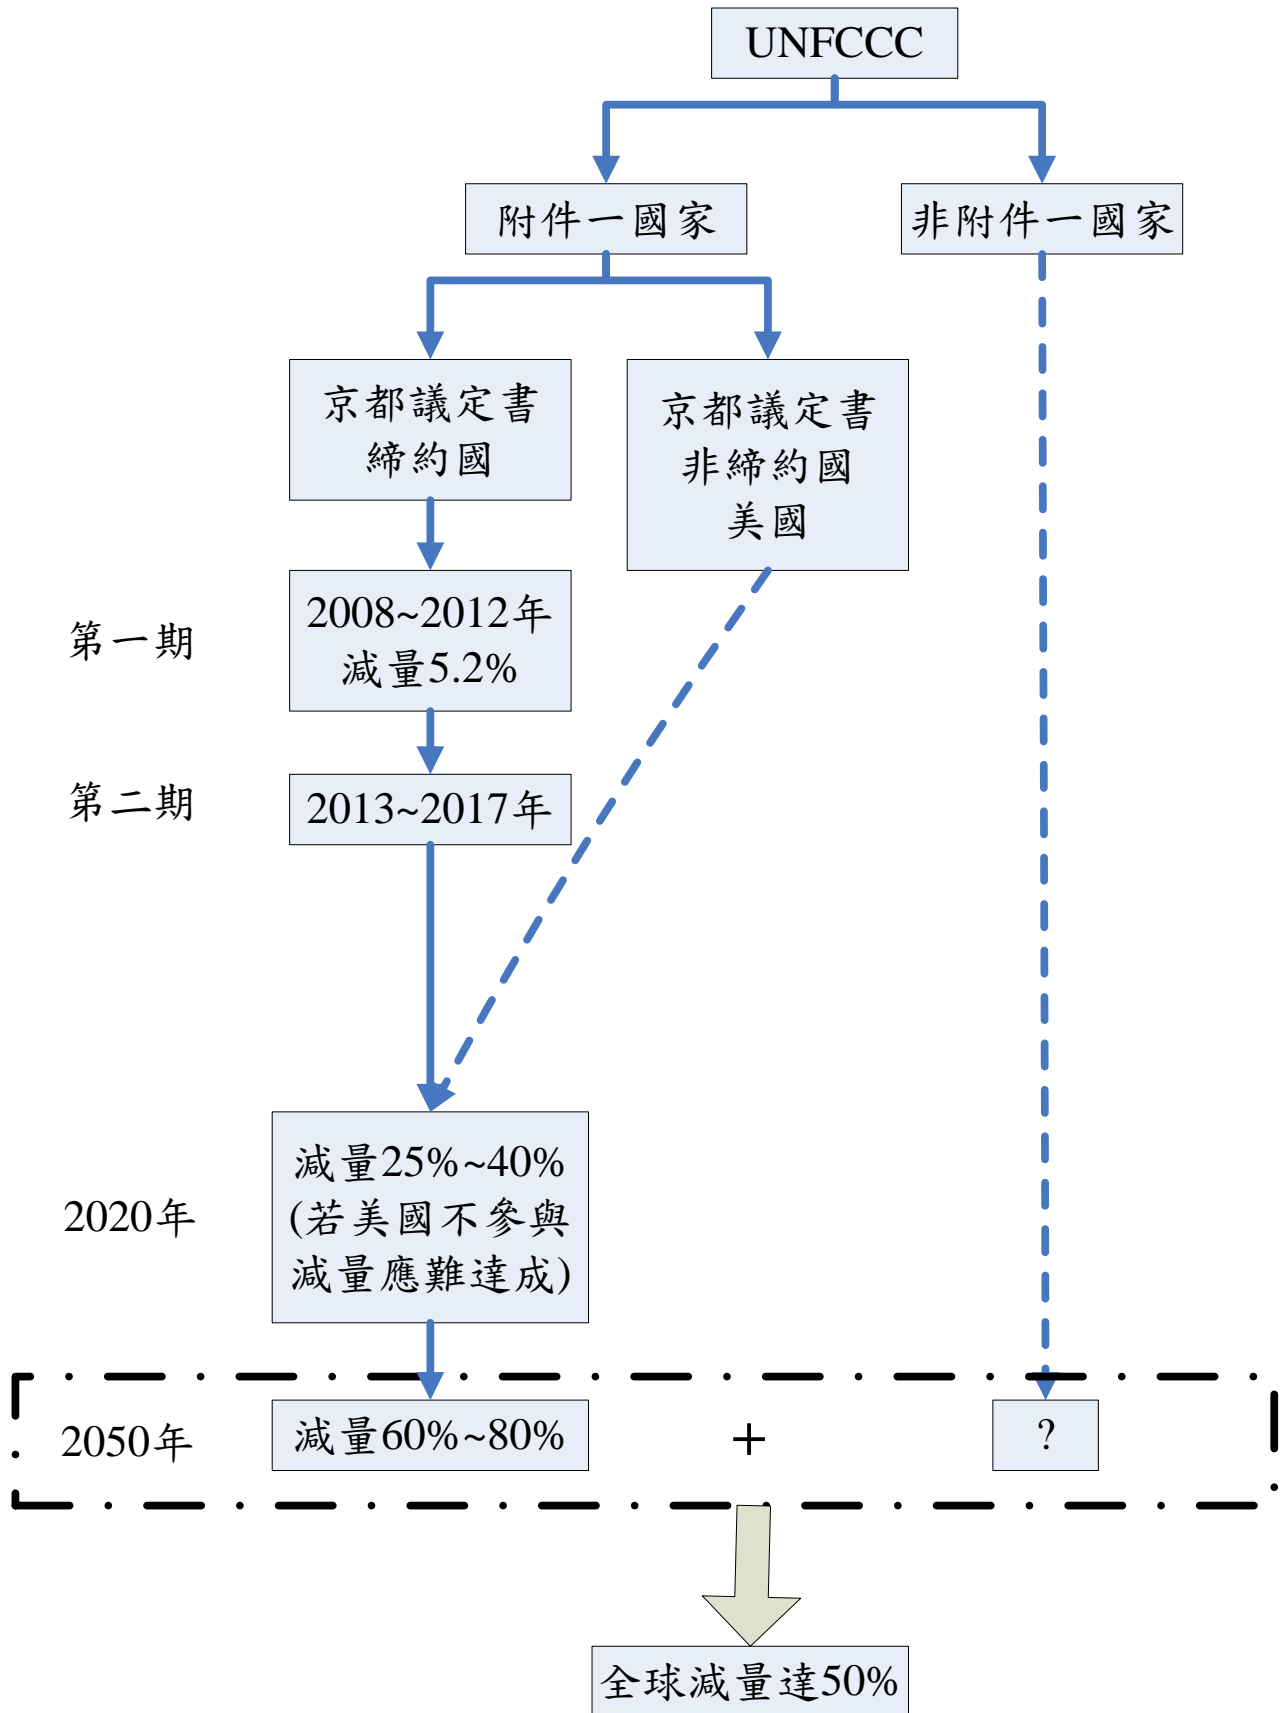 UNFCCC
附件一國家
非附件一國家
京都議定書
締約國
京都議定書
非締約國
美國
第一期
2008~2012年
減量5.2%
第二期
2013~2017年
2020年
減量25%~40%
(若美國不參與
減量應難達成)
2050年
減量60%~80%
+
?
全球減量達50%